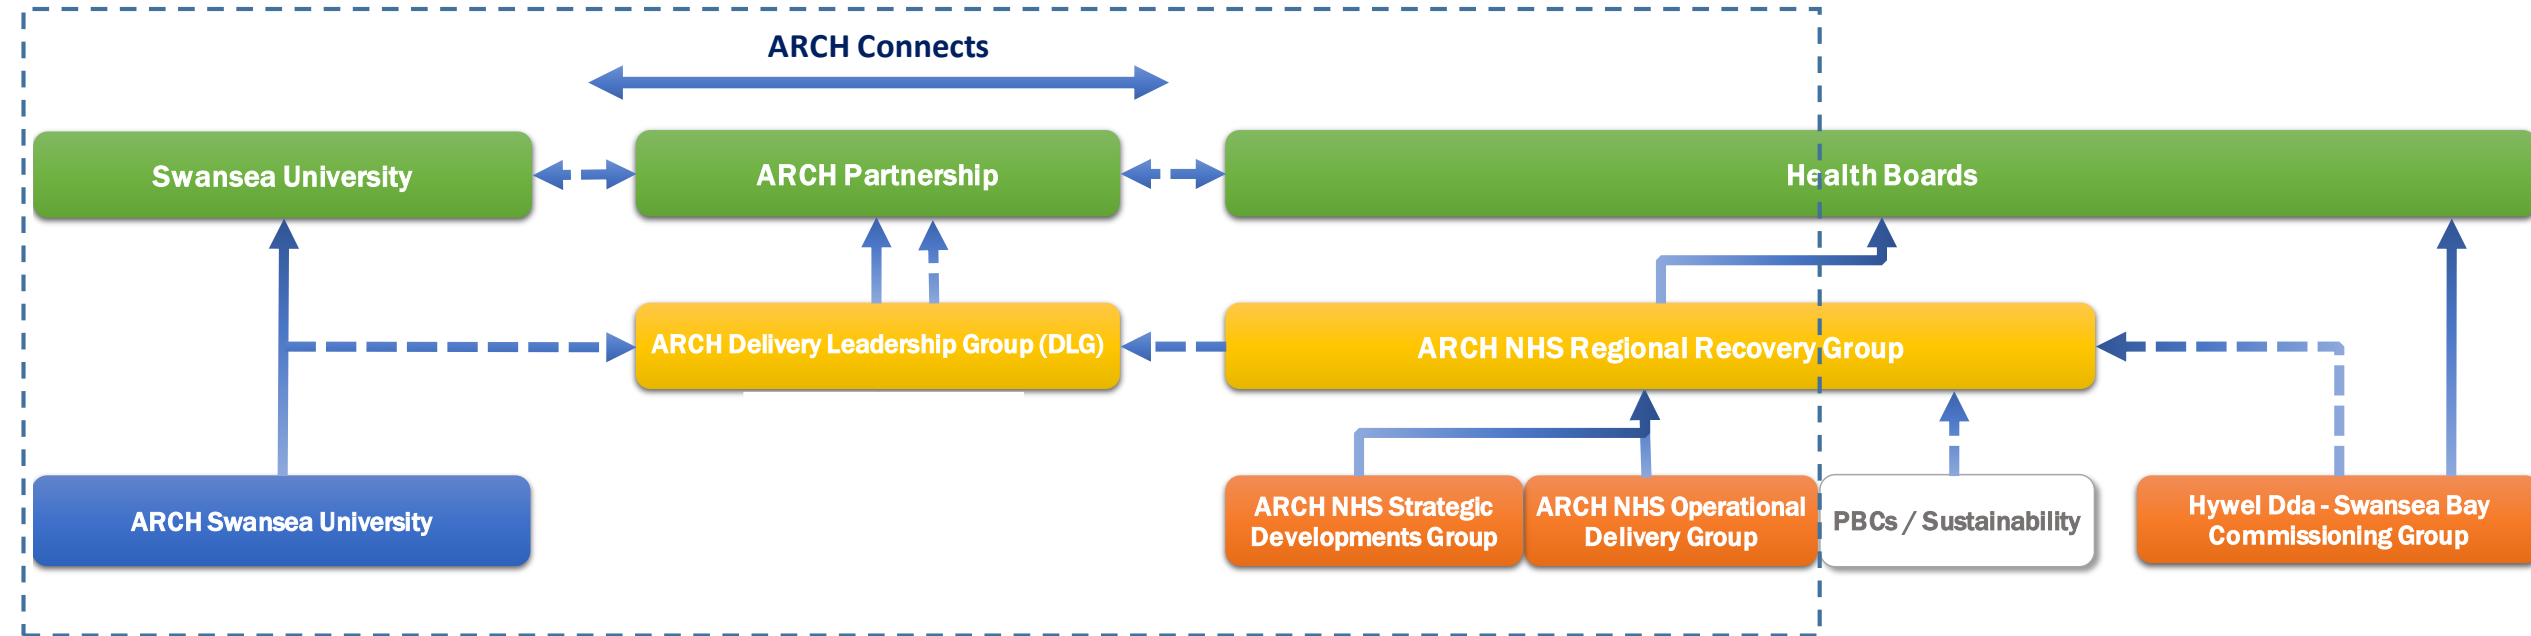 ARCH Connects
Swansea University
ARCH Partnership
Health Boards
ARCH Delivery Leadership Group (DLG)
ARCH NHS Regional Recovery Group
ARCH Swansea University
ARCH NHS Strategic
Developments Group
ARCH NHS Operational
Delivery Group
PBCs / Sustainability
Hywel Dda - Swansea Bay
Commissioning Group